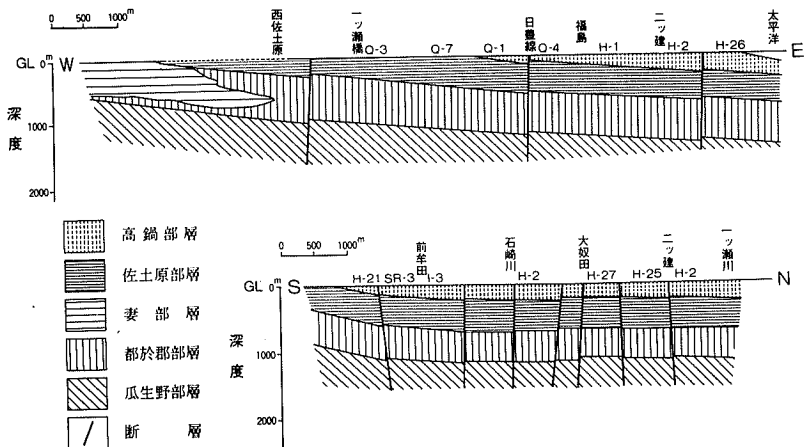 0 500 1000m
西佐土原
一ッ瀬橋
日豊線
福島
二ッ建
太平洋
Q-3 Q-7 Q-1 Q-4 H-1 H-2 H-26
GL 0m W E
深度
1000
2000
高鍋部層
佐土原部層
妻部層
都於郡部層
瓜生野部層
断層
0 500 1000m
前牟田
石崎川
大奴田
二ッ建
一ッ瀬川
H-21 SR-3 I-3 H-2 H-27 H-25 H-2
GL 0m S N
深度
1000
2000